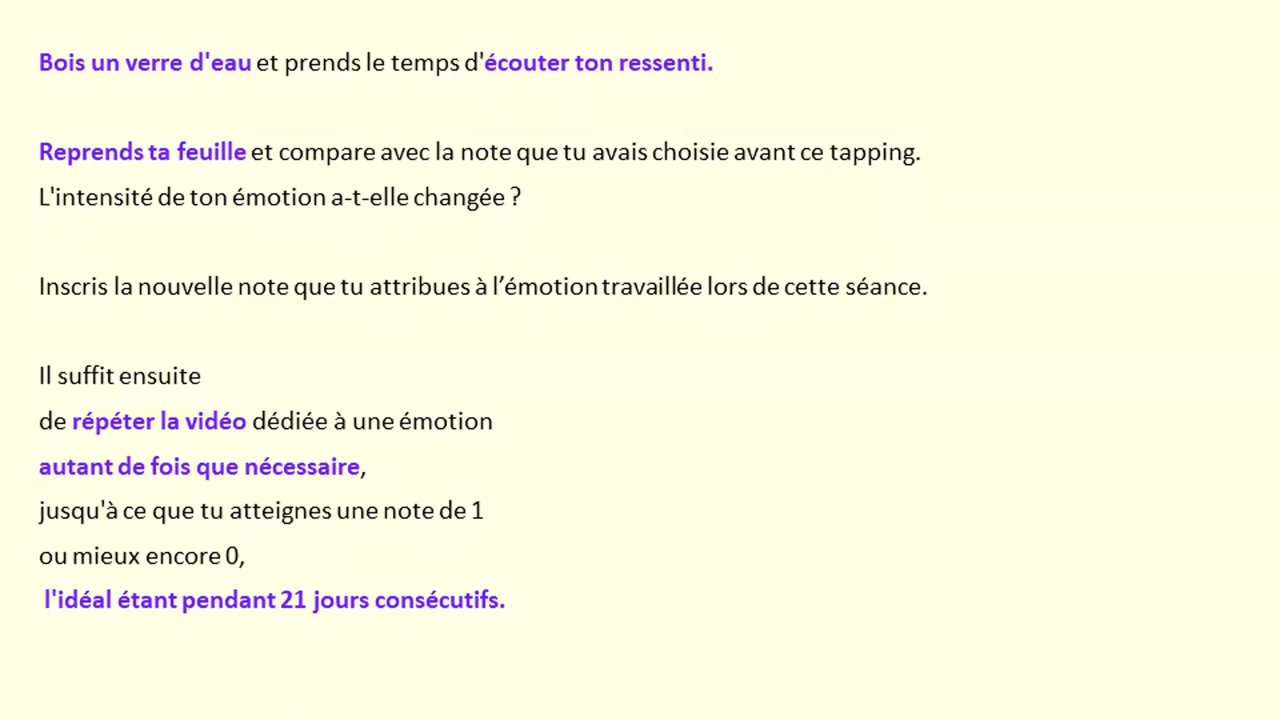 Bois un verre d'eau et prends le temps d'écouter ton ressenti.
Reprends ta feuille et compare avec la note que tu avais choisie avant ce tapping.
L'intensité de ton émotion a-t-elle changée ?
Inscris la nouvelle note que tu attribues à l’émotion travaillée lors de cette séance.
Il suffit ensuite
de répéter la vidéo dédiée à une émotion
autant de fois que nécessaire,
jusqu'à ce que tu atteignes une note de 1
ou mieux encore 0,
l'idéal étant pendant 21 jours consécutifs.